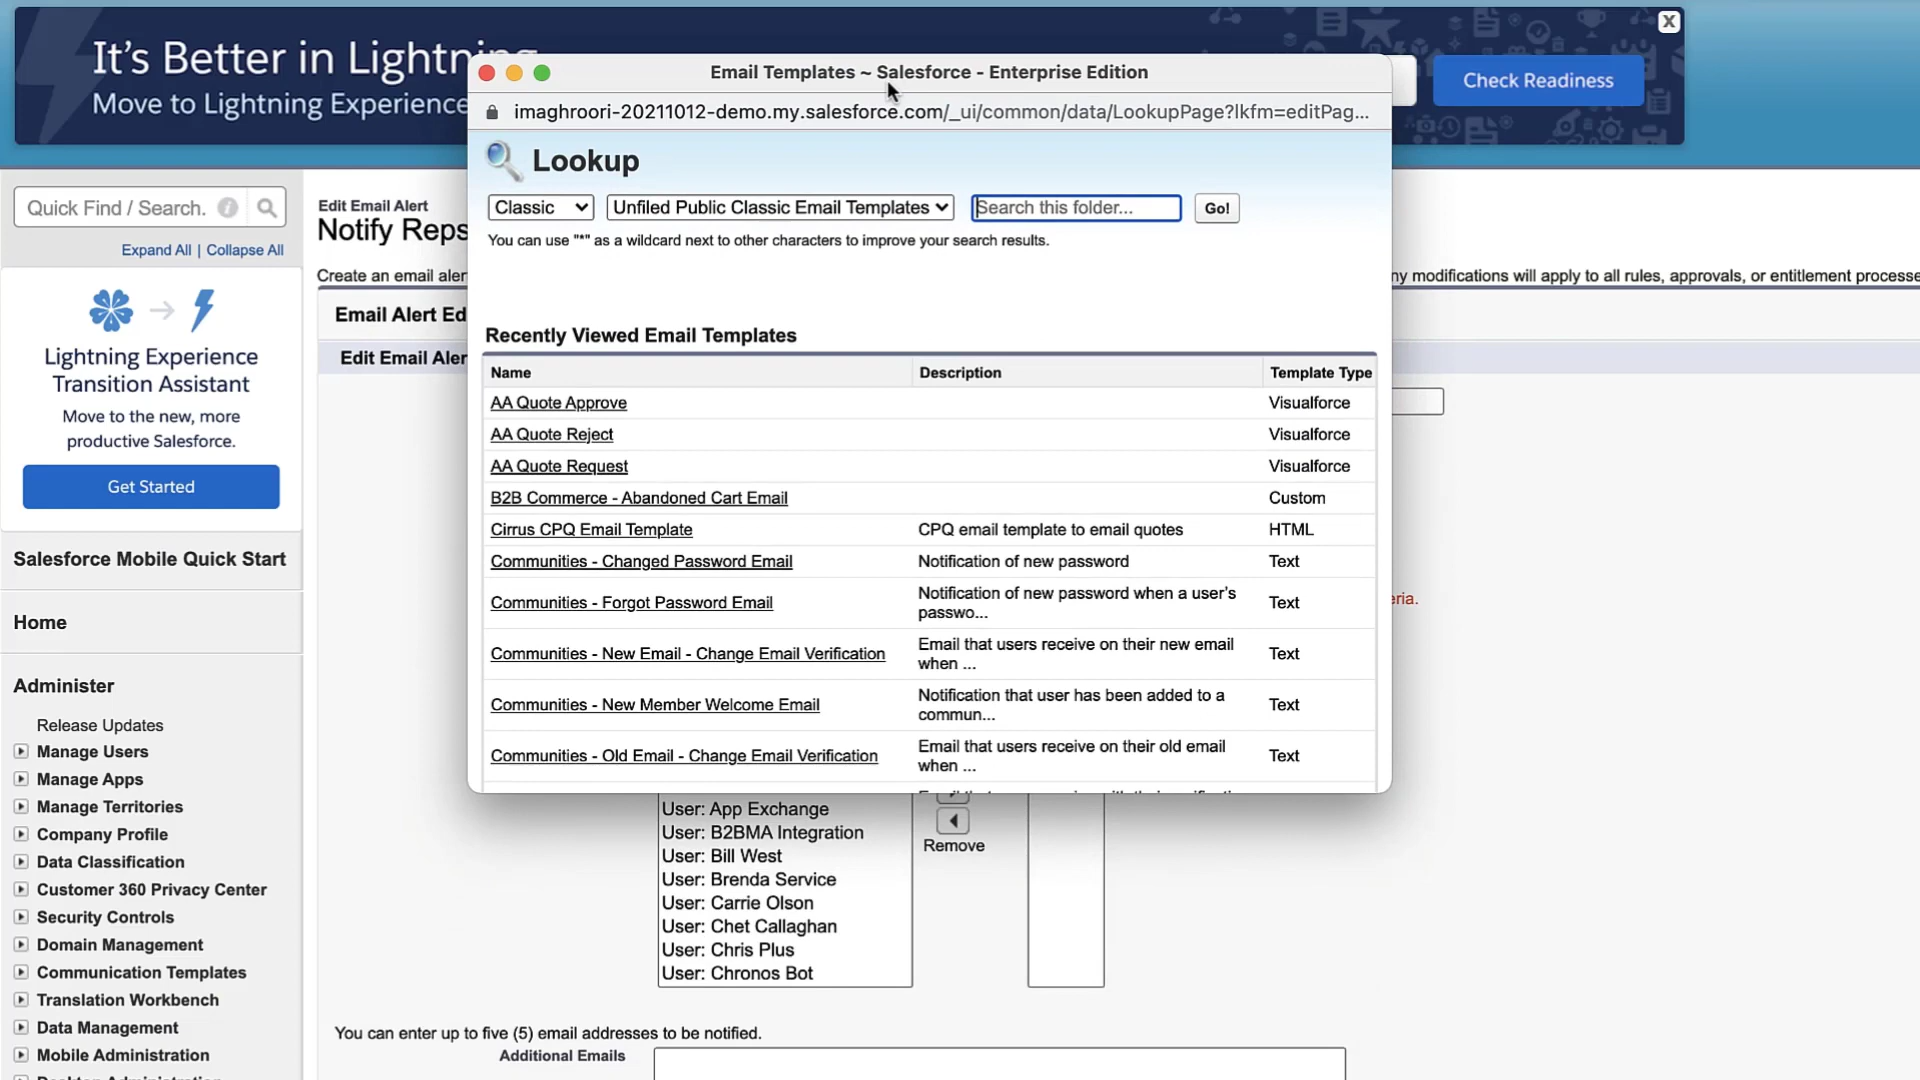 It's Better in Lightning
Move to Lightning Experience
X
Check Readiness
Email Templates ~ Salesforce - Enterprise Edition
imaghroori-20211012-demo.my.salesforce.com/_ui/common/data/LookupPage?lkfm=editPag...
Lookup
Classic
Unfiled Public Classic Email Templates
Search this folder...
Go!
You can use "*" as a wildcard next to other characters to improve your search results.
Recently Viewed Email Templates
Name Description Template Type
AA Quote Approve Visualforce
AA Quote Reject Visualforce
AA Quote Request Visualforce
B2B Commerce - Abandoned Cart Email Custom
Cirrus CPQ Email Template CPQ email template to email quotes HTML
Communities - Changed Password Email Notification of new password Text
Communities - Forgot Password Email Notification of new password when a user's passwo... Text
Communities - New Email - Change Email Verification Email that users receive on their new email when ... Text
Communities - New Member Welcome Email Notification that user has been added to a commun... Text
Communities - Old Email - Change Email Verification Email that users receive on their old email when ... Text
Quick Find / Search.
Expand All | Collapse All
Lightning Experience
Transition Assistant
Move to the new, more
productive Salesforce.
Get Started
Salesforce Mobile Quick Start
Home
Administer
Release Updates
Manage Users
Manage Apps
Manage Territories
Company Profile
Data Classification
Customer 360 Privacy Center
Security Controls
Domain Management
Communication Templates
Translation Workbench
Data Management
Mobile Administration
Edit Email Alert
Notify Reps
Create an email aler
ny modifications will apply to all rules, approvals, or entitlement processe
Email Alert Ed
Edit Email Aler
eria.
User: App Exchange
User: B2BMA Integration
User: Bill West
User: Brenda Service
User: Carrie Olson
User: Chet Callaghan
User: Chris Plus
User: Chronos Bot
Remove
You can enter up to five (5) email addresses to be notified.
Additional Emails